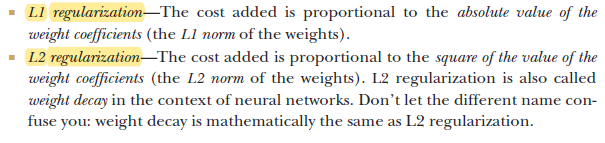 ▪ L1 regularization—The cost added is proportional to the absolute value of the
weight coefficients (the L1 norm of the weights).
▪ L2 regularization—The cost added is proportional to the square of the value of the
weight coefficients (the L2 norm of the weights). L2 regularization is also called
weight decay in the context of neural networks. Don’t let the different name con-
fuse you: weight decay is mathematically the same as L2 regularization.